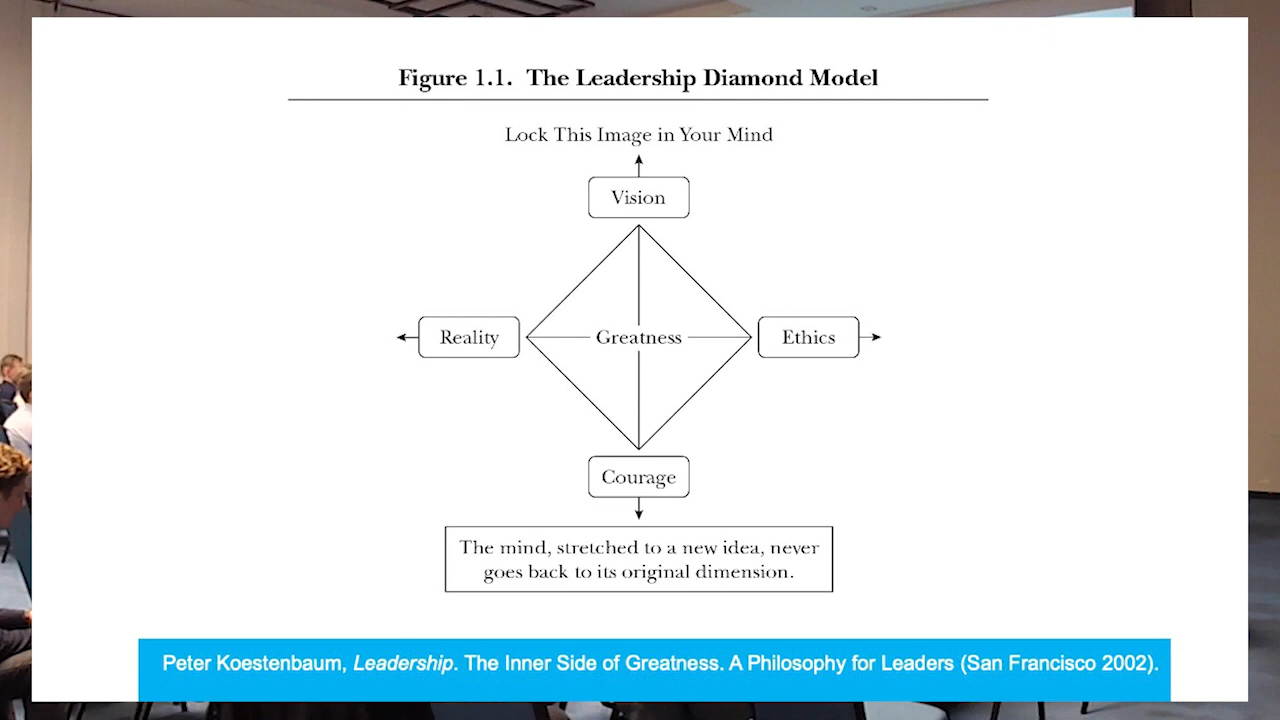 Figure 1.1. The Leadership Diamond Model
Lock This Image in Your Mind
Vision
Reality
Greatness
Ethics
Courage
The mind, stretched to a new idea, never
goes back to its original dimension.
Peter Koestenbaum, Leadership. The Inner Side of Greatness. A Philosophy for Leaders (San Francisco 2002).